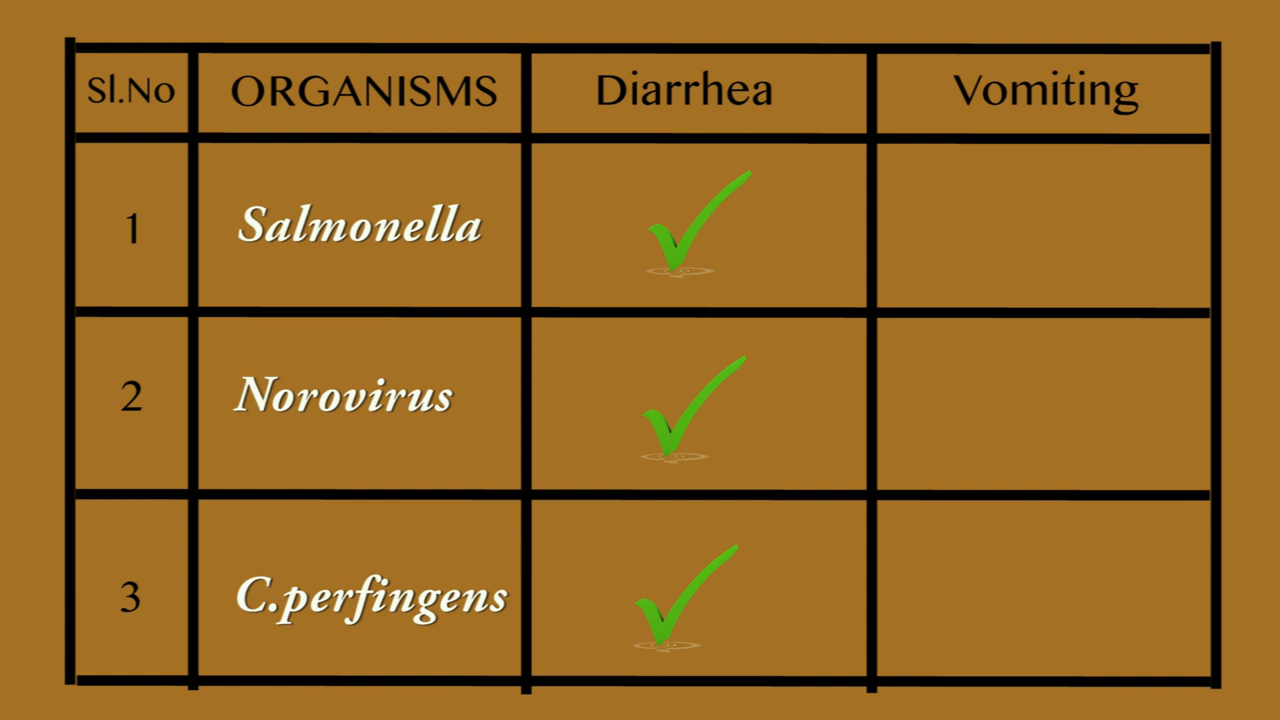 Sl.No ORGANISMS Diarrhea Vomiting
1 Salmonella
2 Norovirus
3 C.perfingens